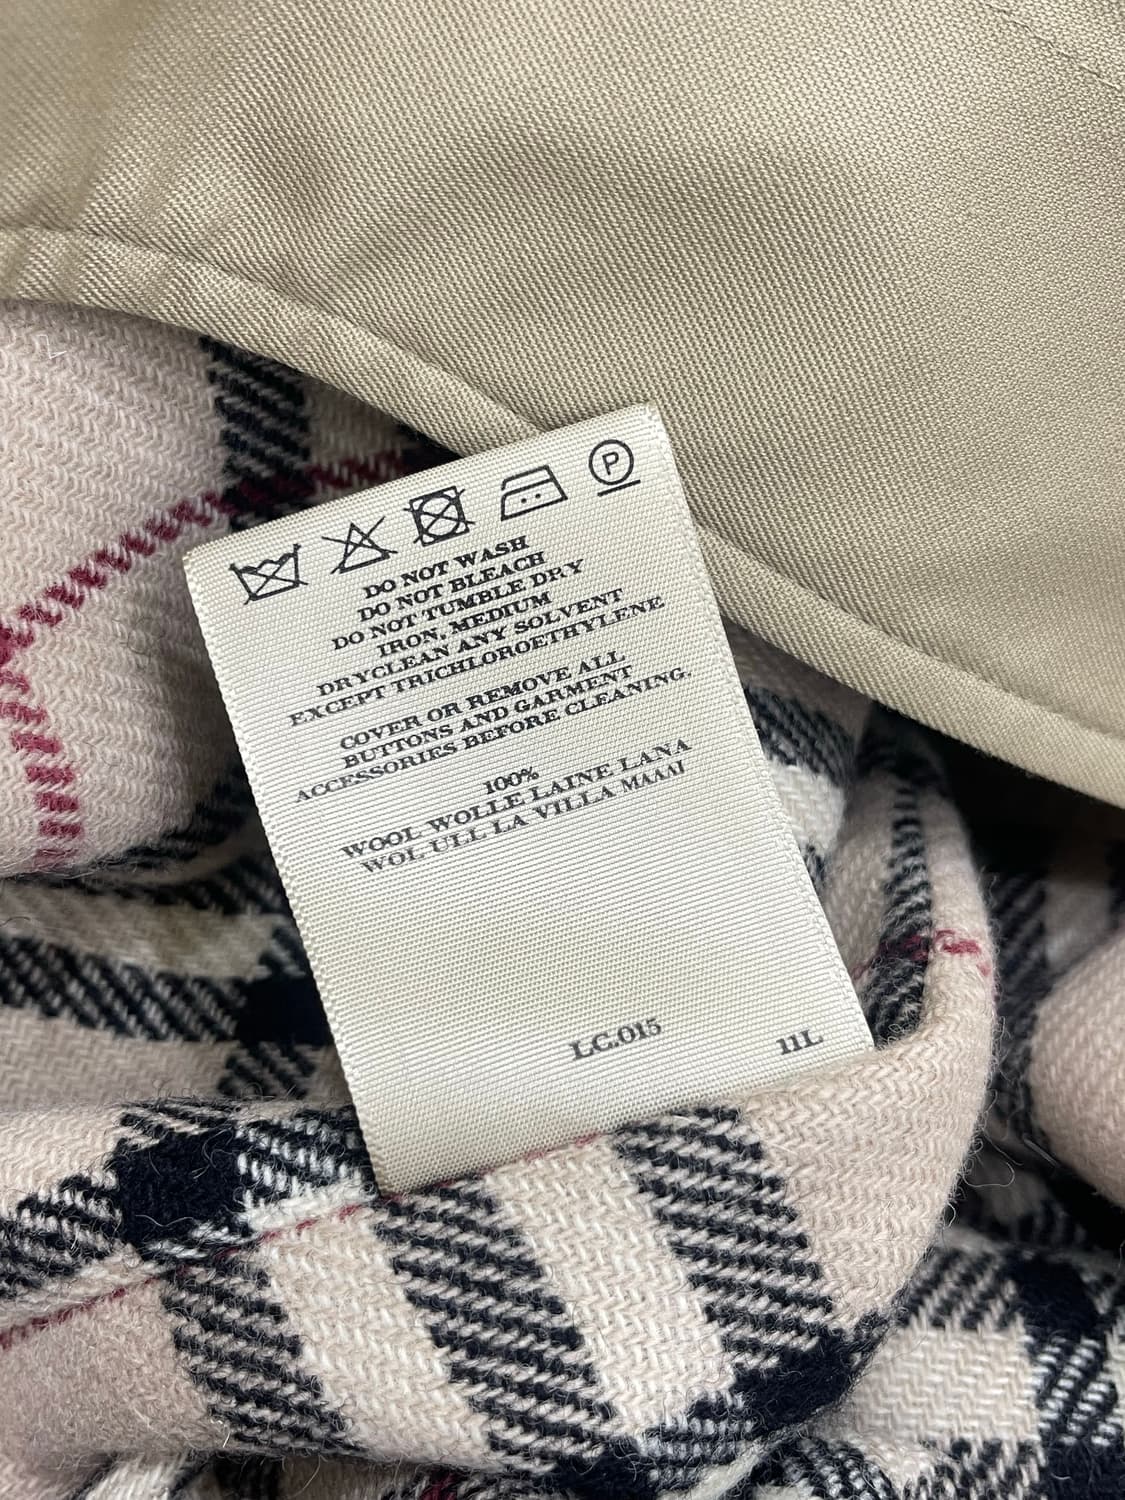 P
DO NOT WASH
DO NOT BLEACH
DO NOT TUMBLE DRY
IRON, MEDIUM
DRYCLEAN ANY SOLVENT
EXCEPT TRICHLOROETHYLENE
COVER OR REMOVE ALL
BUTTONS AND GARMENT
ACCESSORIES BEFORE CLEANING.
100%
WOOL WOLLE LAINE LANA
WOL ULL LA VILLA ΜΑΛΛΙ
LC.015
11L